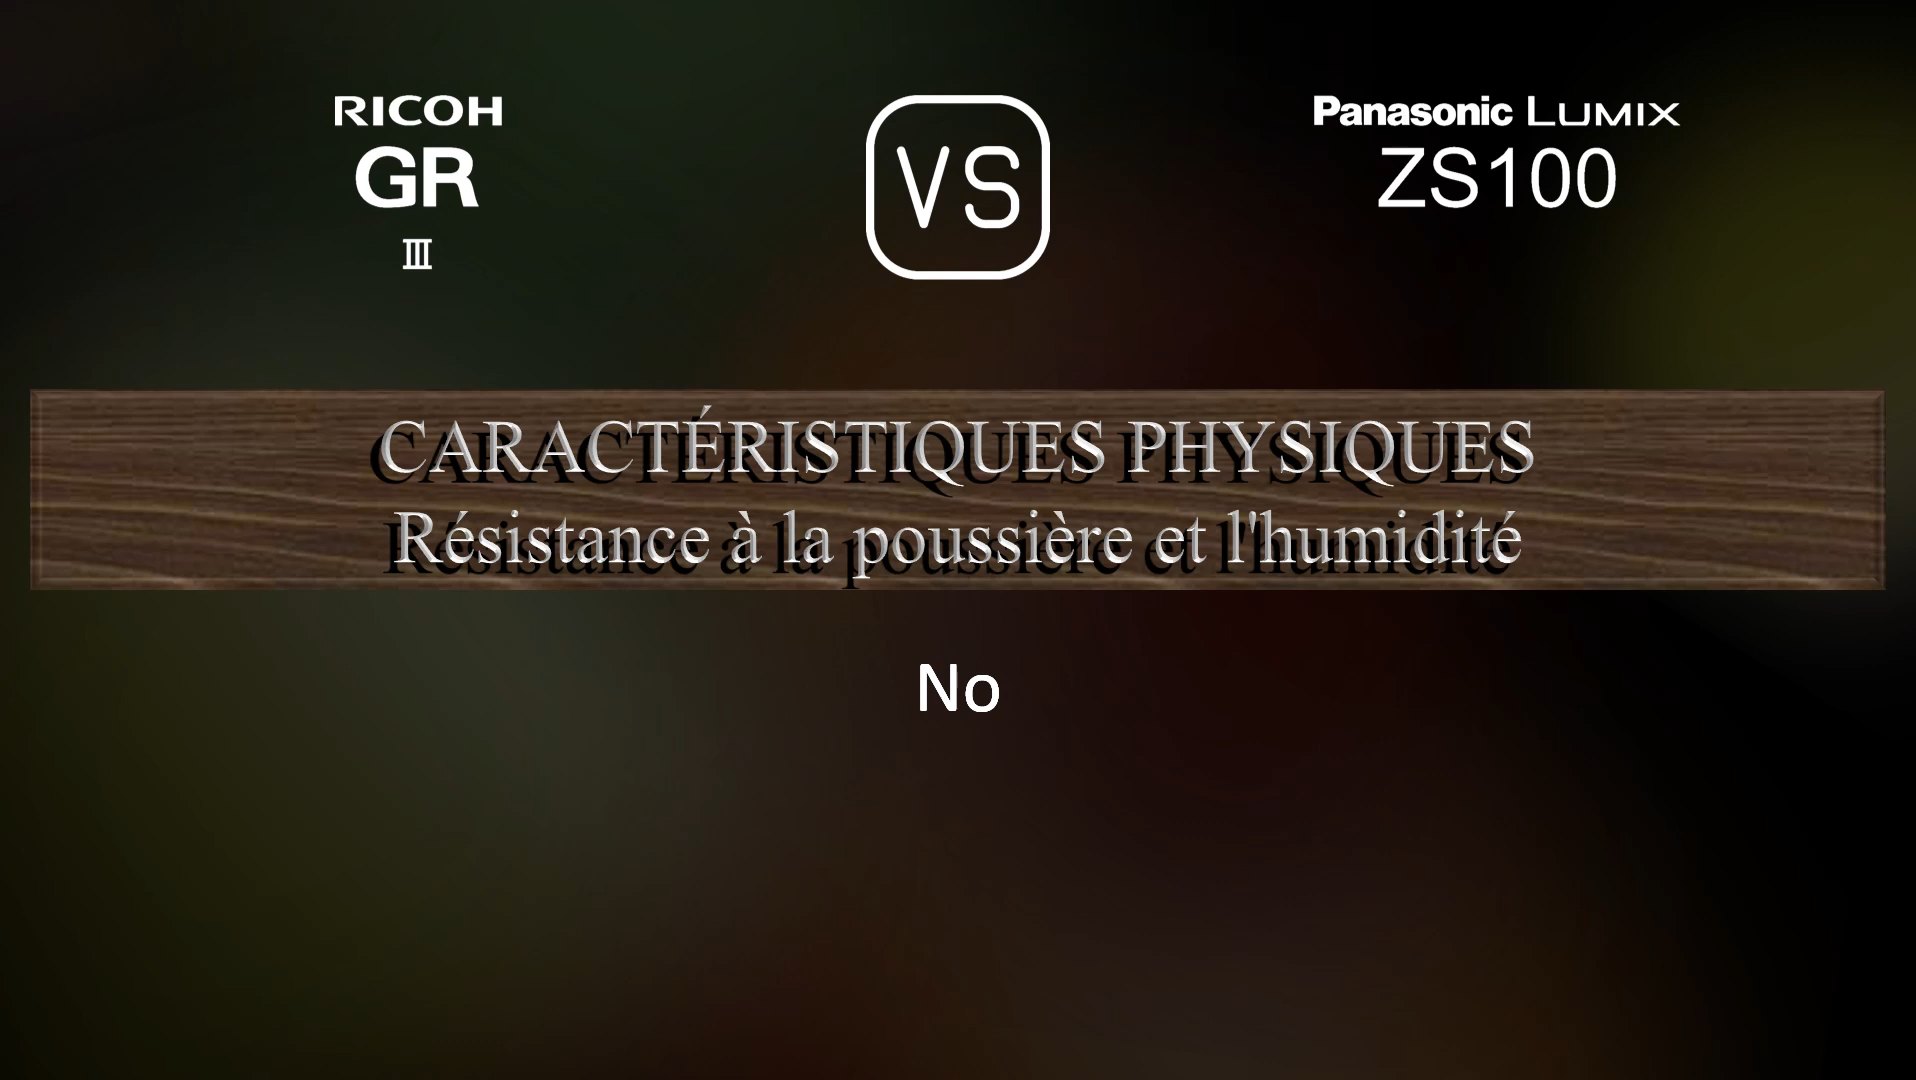 RICOH
GR
III
VS
Panasonic LUMIX
ZS100
CARACTÉRISTIQUES PHYSIQUES
Résistance à la poussière et l'humidité
No